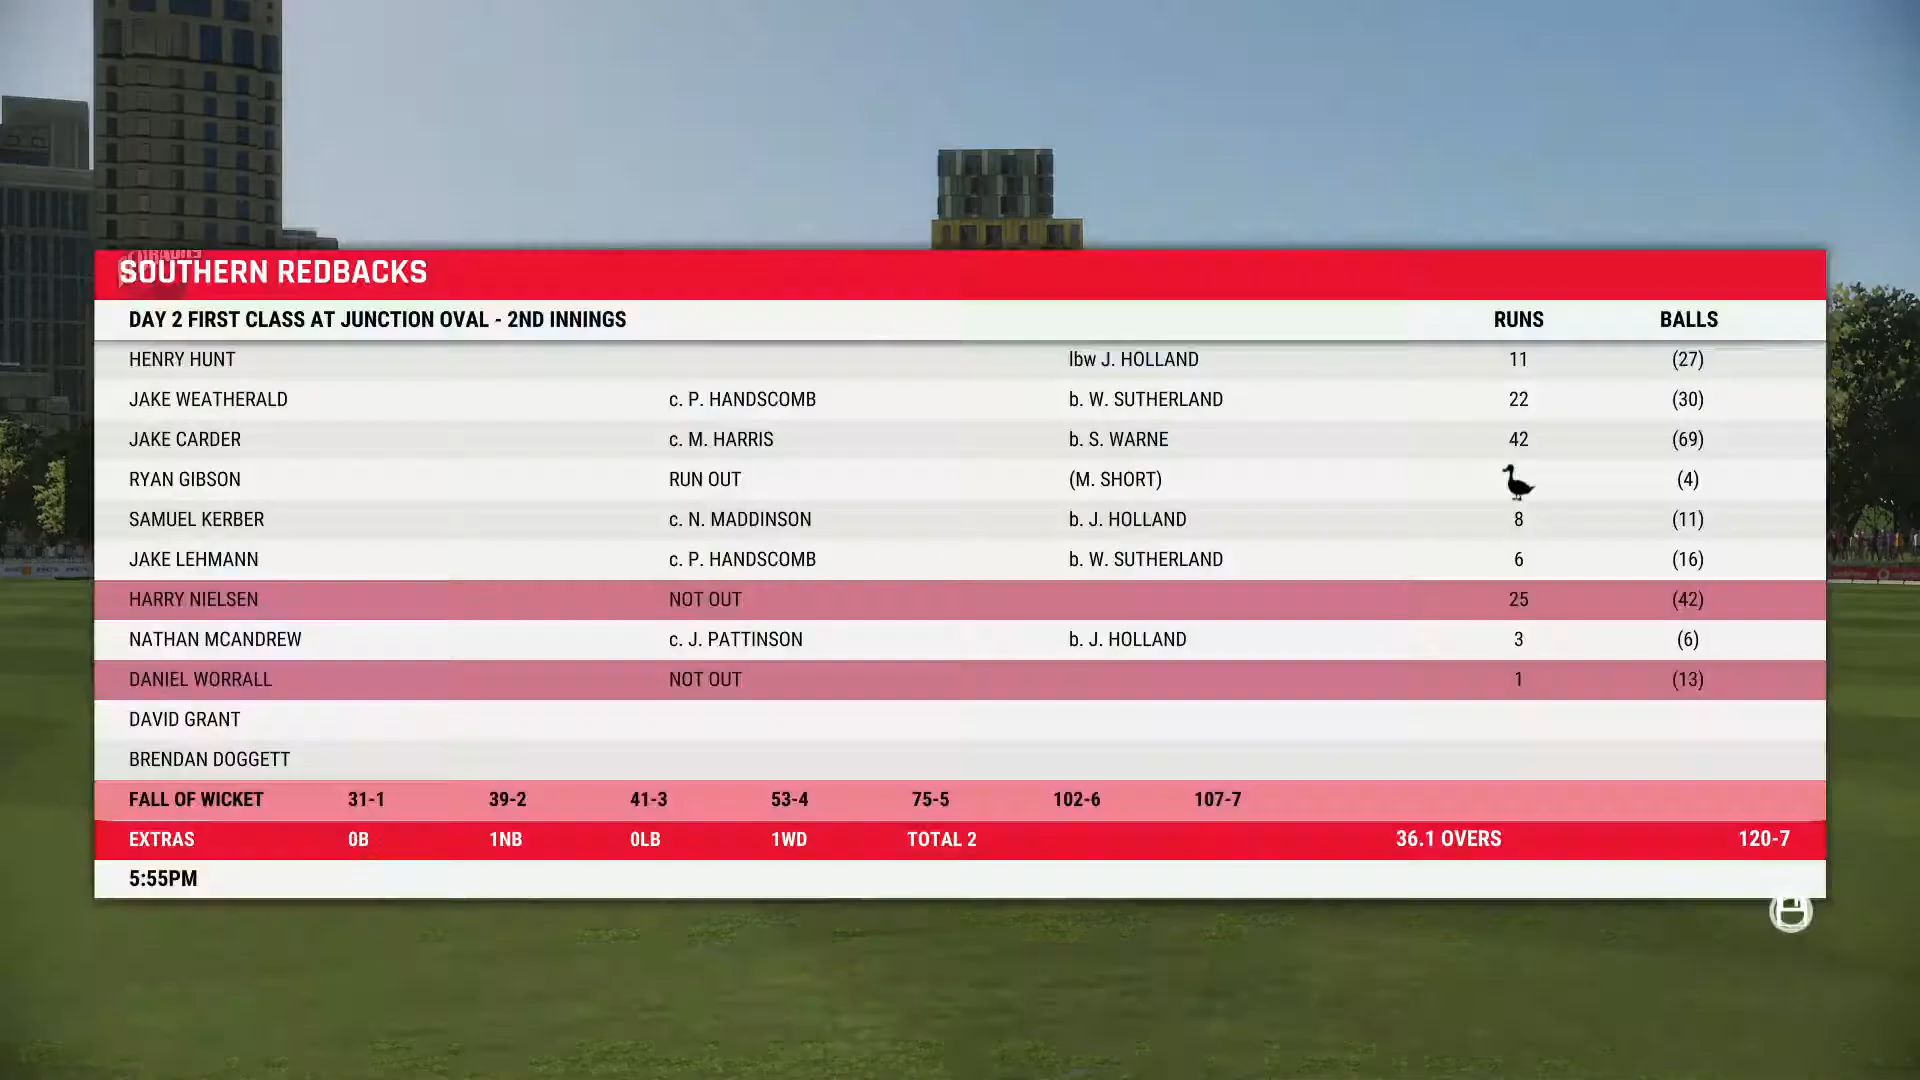 SOUTHERN REDBACKS
DAY 2 FIRST CLASS AT JUNCTION OVAL - 2ND INNINGS RUNS BALLS
HENRY HUNT lbw J. HOLLAND 11 (27)
JAKE WEATHERALD c. P. HANDSCOMB b. W. SUTHERLAND 22 (30)
JAKE CARDER c. M. HARRIS b. S. WARNE 42 (69)
RYAN GIBSON RUN OUT (M. SHORT) (4)
SAMUEL KERBER c. N. MADDINSON b. J. HOLLAND 8 (11)
JAKE LEHMANN c. P. HANDSCOMB b. W. SUTHERLAND 6 (16)
HARRY NIELSEN NOT OUT 25 (42)
NATHAN MCANDREW c. J. PATTINSON b. J. HOLLAND 3 (6)
DANIEL WORRALL NOT OUT 1 (13)
DAVID GRANT
BRENDAN DOGGETT
FALL OF WICKET 31-1 39-2 41-3 53-4 75-5 102-6 107-7
EXTRAS 0B 1NB 0LB 1WD TOTAL 2 36.1 OVERS 120-7
5:55PM